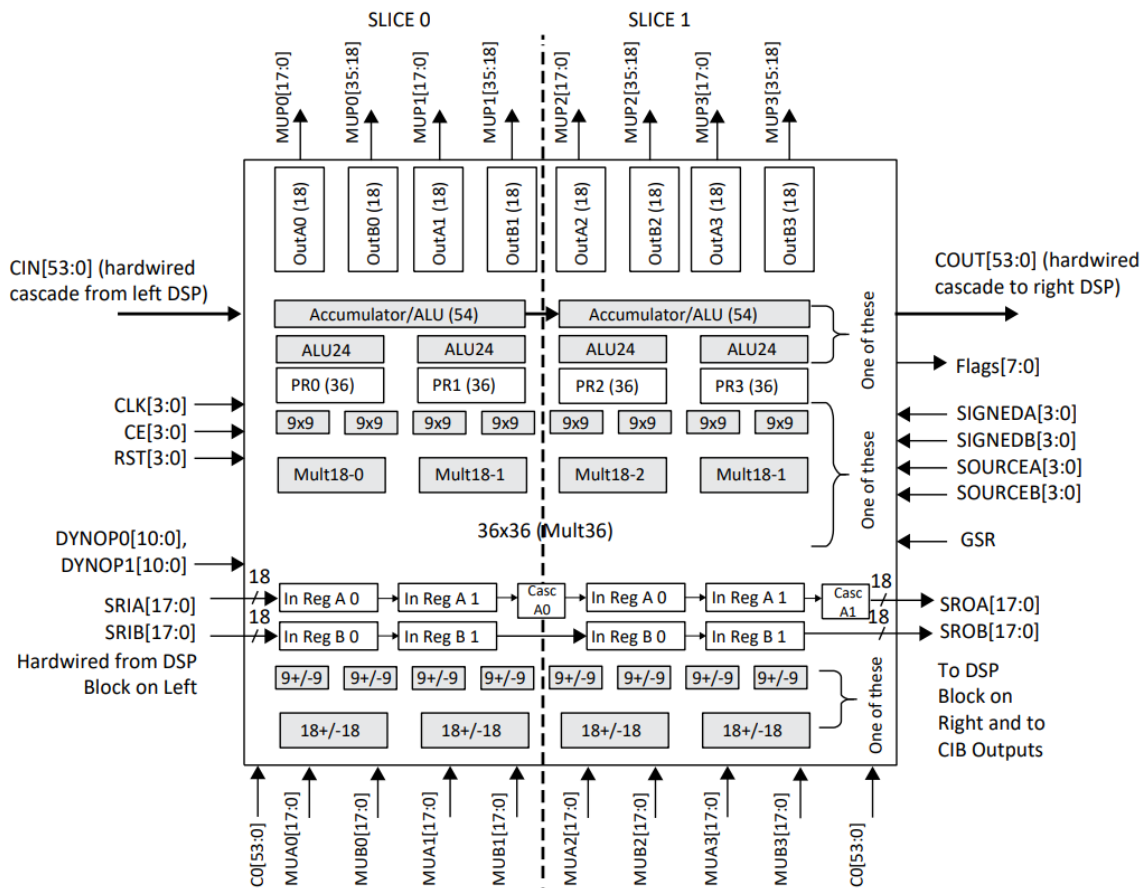 SLICE 0
SLICE 1
MUP0[17:0]
MUP0[35:18]
MUP1[17:0]
MUP1[35:18]
MUP2[17:0]
MUP2[35:18]
MUP3[17:0]
MUP3[35:18]
OutA0 (18)
OutB0 (18)
OutA1 (18)
OutB1 (18)
OutA2 (18)
OutB2 (18)
OutA3 (18)
OutB3 (18)
CIN[53:0] (hardwired
cascade from left DSP)
COUT[53:0] (hardwired
cascade to right DSP)
Accumulator/ALU (54)
Accumulator/ALU (54)
ALU24
ALU24
ALU24
ALU24
One of these
Flags[7:0]
PR0 (36)
PR1 (36)
PR2 (36)
PR3 (36)
CLK[3:0]
CE[3:0]
RST[3:0]
9x9
9x9
9x9
9x9
9x9
9x9
9x9
9x9
SIGNEDA[3:0]
SIGNEDB[3:0]
SOURCEA[3:0]
SOURCEB[3:0]
Mult18-0
Mult18-1
Mult18-2
Mult18-1
One of these
36x36 (Mult36)
GSR
DYNOP0[10:0],
DYNOP1[10:0]
18
SRIA[17:0]
In Reg A 0
In Reg A 1
Casc
A0
In Reg A 0
In Reg A 1
Casc
A1
18
SROA[17:0]
18
SRIB[17:0]
In Reg B 0
In Reg B 1
In Reg B 0
In Reg B 1
18
SROB[17:0]
Hardwired from DSP
Block on Left
9+/-9
9+/-9
9+/-9
9+/-9
9+/-9
9+/-9
9+/-9
9+/-9
18+/-18
18+/-18
18+/-18
18+/-18
One of these
To DSP
Block on
Right and to
CIB Outputs
C0[53:0]
MUA0[17:0]
MUB0[17:0]
MUA1[17:0]
MUB1[17:0]
MUA2[17:0]
MUB2[17:0]
MUA3[17:0]
MUB3[17:0]
C0[53:0]